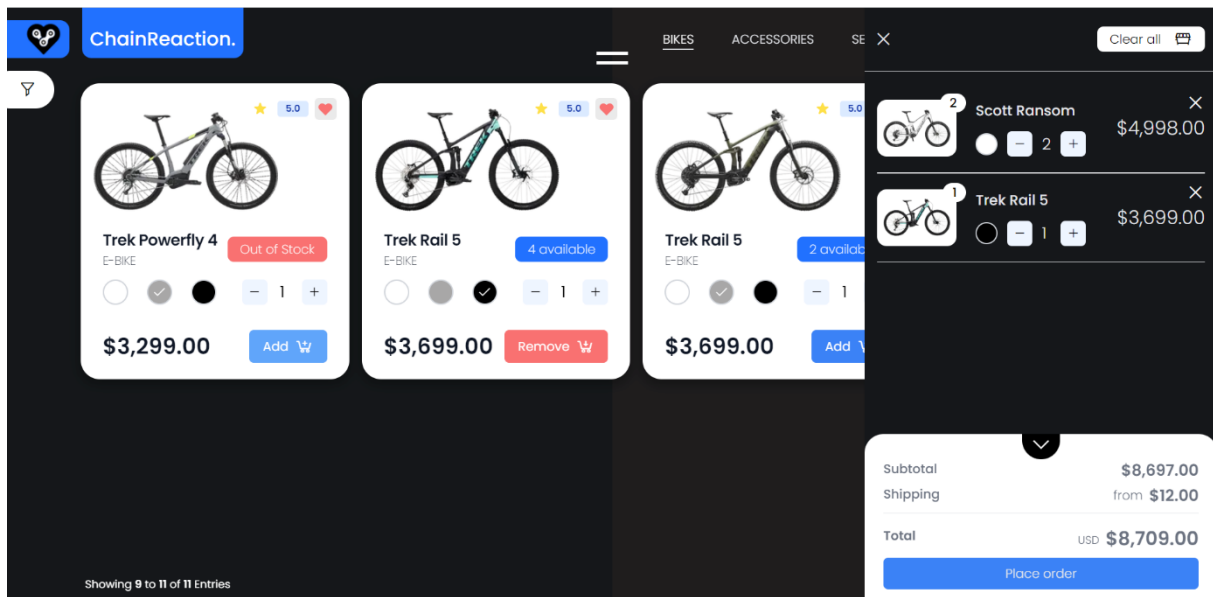 ChainReaction.
BIKES ACCESSORIES SE
Clear all
5.0
Trek Powerfly 4
E-BIKE
Out of Stock
1
$3,299.00
Add
5.0
Trek Rail 5
E-BIKE
4 available
1
$3,699.00
Remove
5.0
Trek Rail 5
E-BIKE
2 availab
1
$3,699.00
Add
2
Scott Ransom
2
$4,998.00
1
Trek Rail 5
1
$3,699.00
Subtotal $8,697.00
Shipping from $12.00
Total USD $8,709.00
Place order
Showing 9 to 11 of 11 Entries